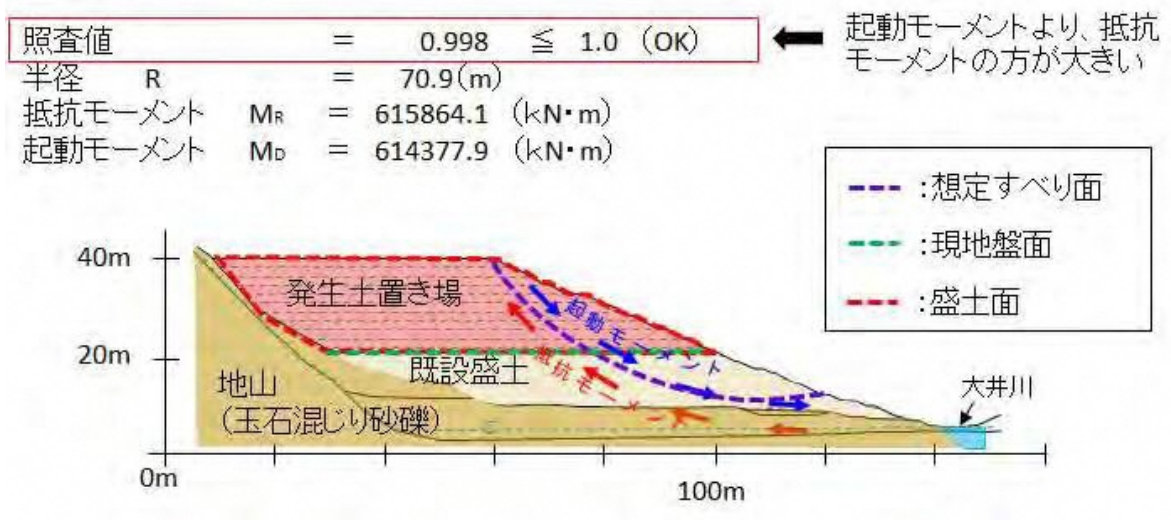 照査値 = 0.998 ≦ 1.0 (OK)
起動モーメントより、抵抗
モーメントの方が大きい
半径 R = 70.9(m)
抵抗モーメント MR = 615864.1 (kN・m)
起動モーメント MD = 614377.9 (kN・m)
:想定すべり面
:現地盤面
:盛土面
40m
発生土置き場
起動モーメント
20m
既設盛土
抵抗モーメント
地山
(玉石混じり砂礫)
大井川
0m
100m